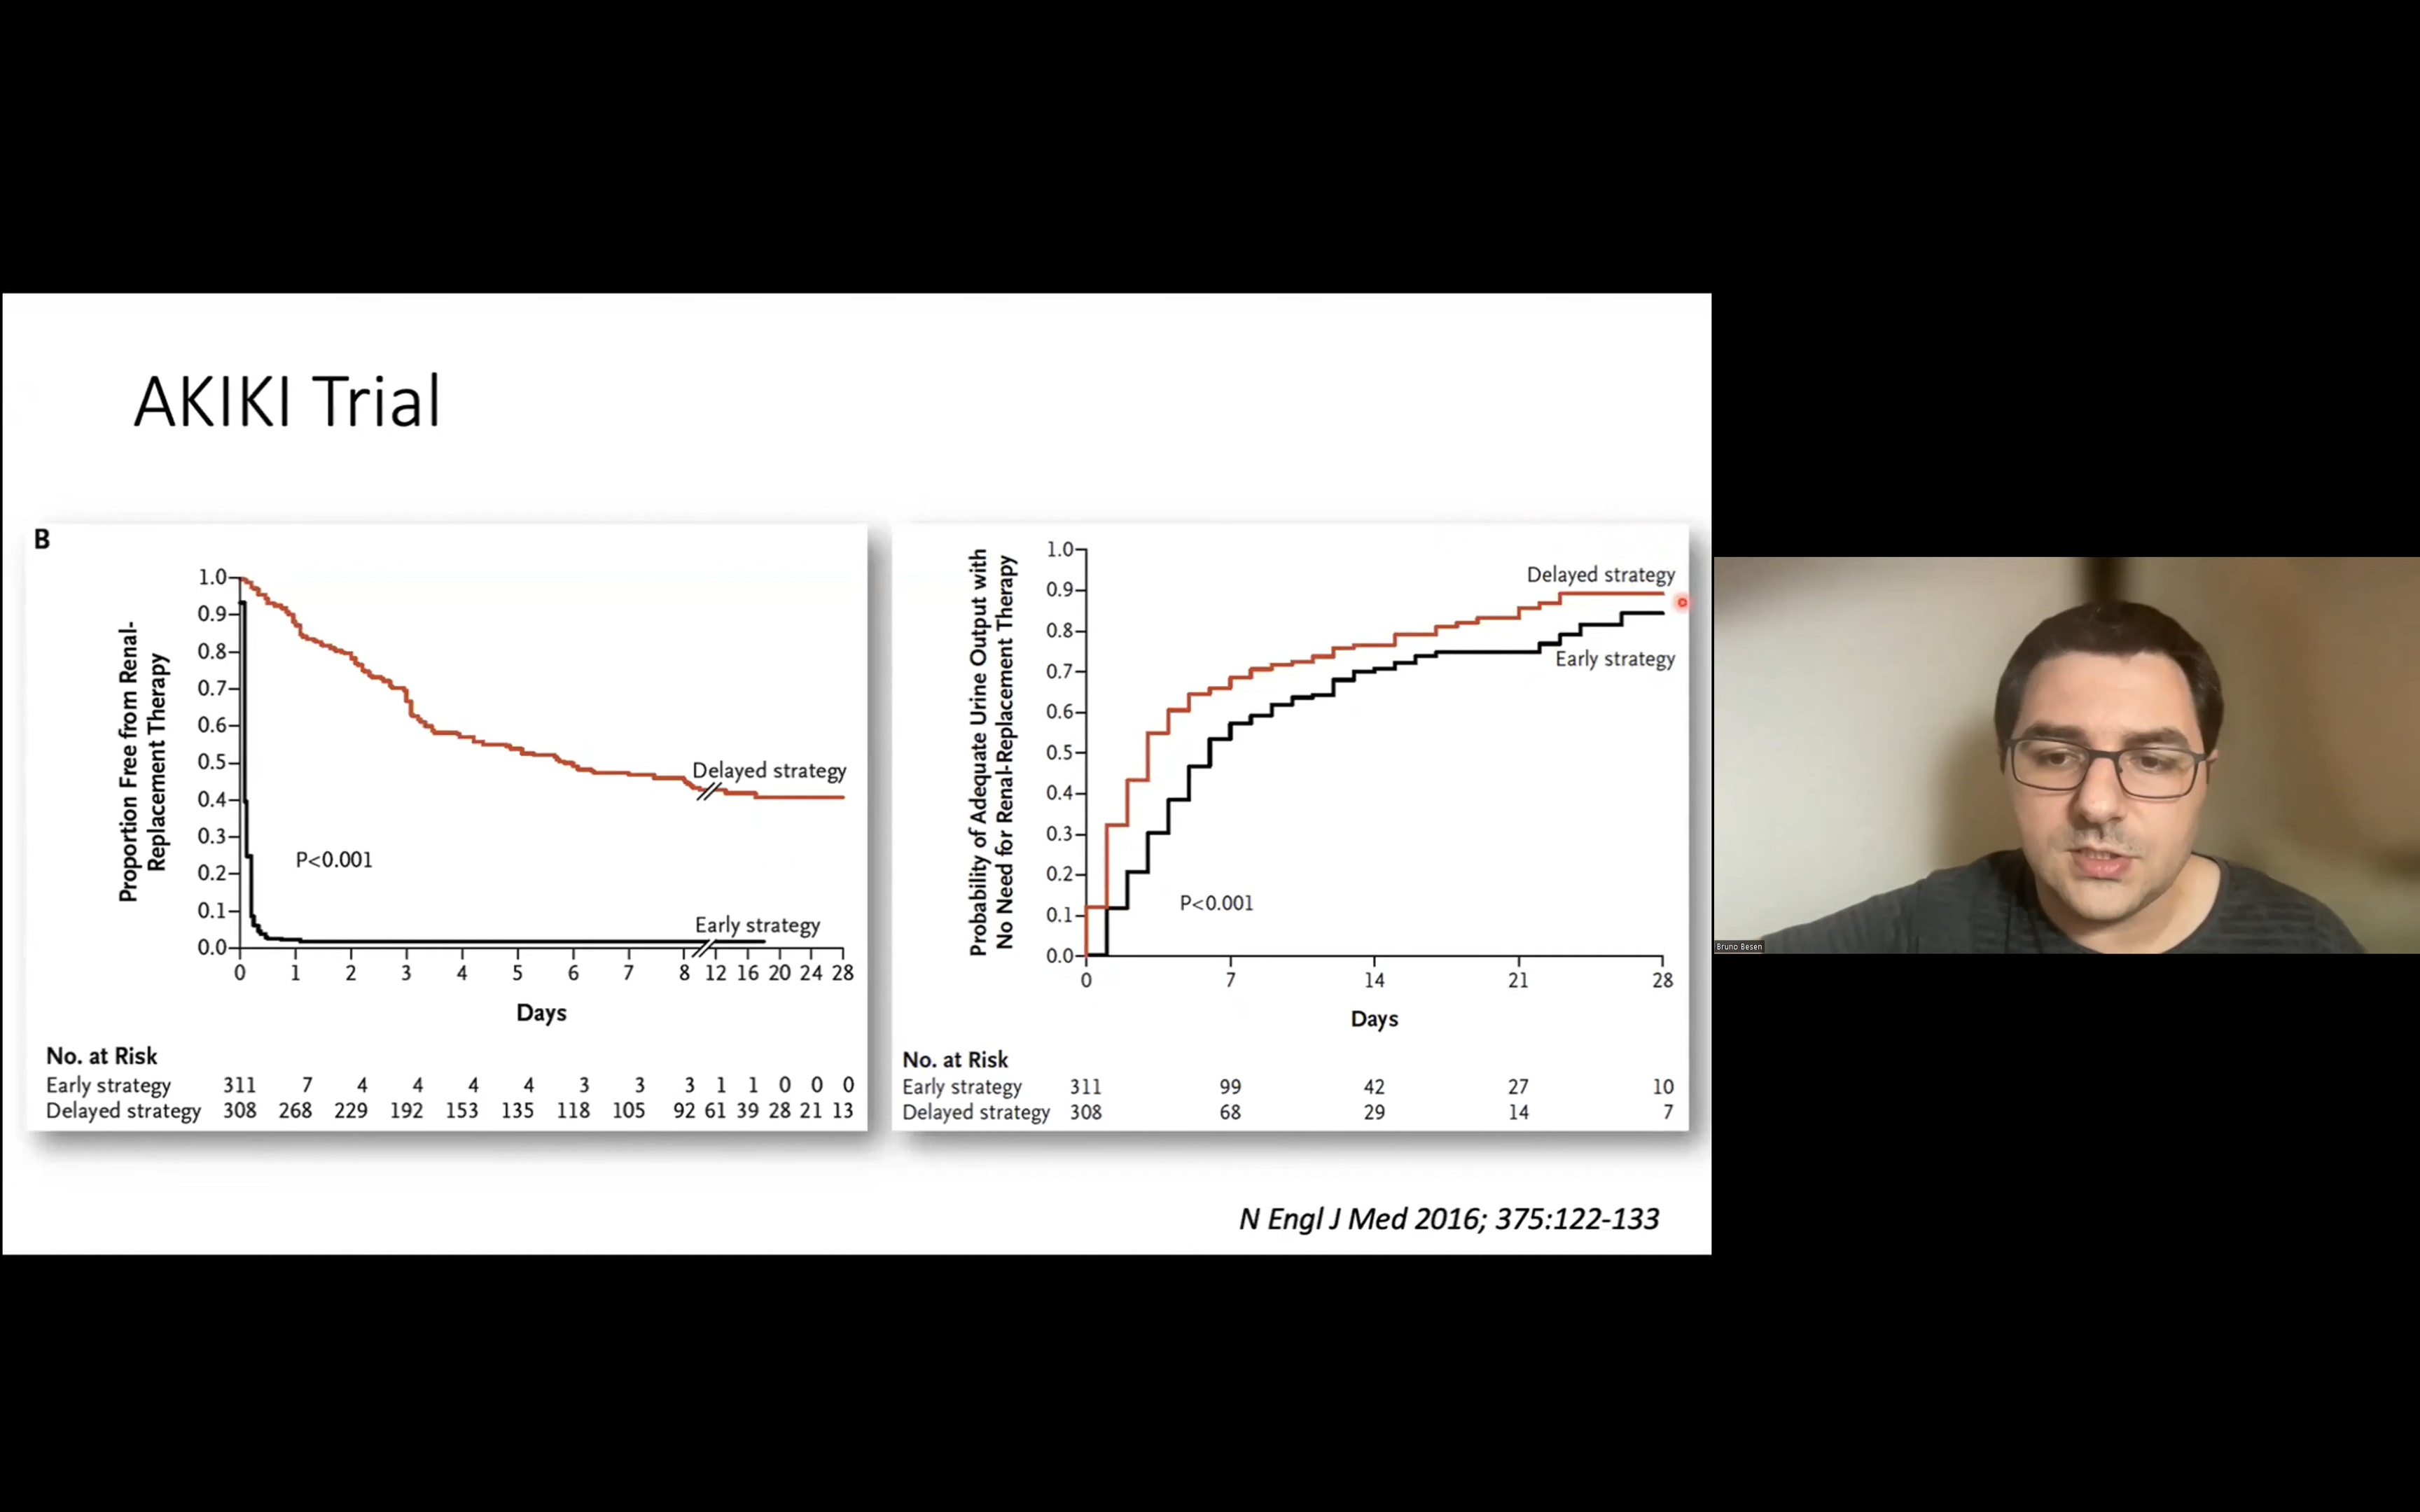 AKIKI Trial
B
Proportion Free from Renal-
Replacement Therapy
1.0
0.9
0.8
0.7
0.6
0.5
0.4
0.3
0.2
0.1
0.0
Delayed strategy
P<0.001
Early strategy
0 1 2 3 4 5 6 7 8 12 16 20 24 28
Days
No. at Risk
Early strategy 311 7 4 4 4 4 3 3 3 1 1 0 0 0
Delayed strategy 308 268 229 192 153 135 118 105 92 61 39 28 21 13
Probability of Adequate Urine Output with
No Need for Renal-Replacement Therapy
1.0
0.9
0.8
0.7
0.6
0.5
0.4
0.3
0.2
0.1
0.0
Delayed strategy
Early strategy
P<0.001
0 7 14 21 28
Days
No. at Risk
Early strategy 311 99 42 27 10
Delayed strategy 308 68 29 14 7
N Engl J Med 2016; 375:122-133
Bruno Besen